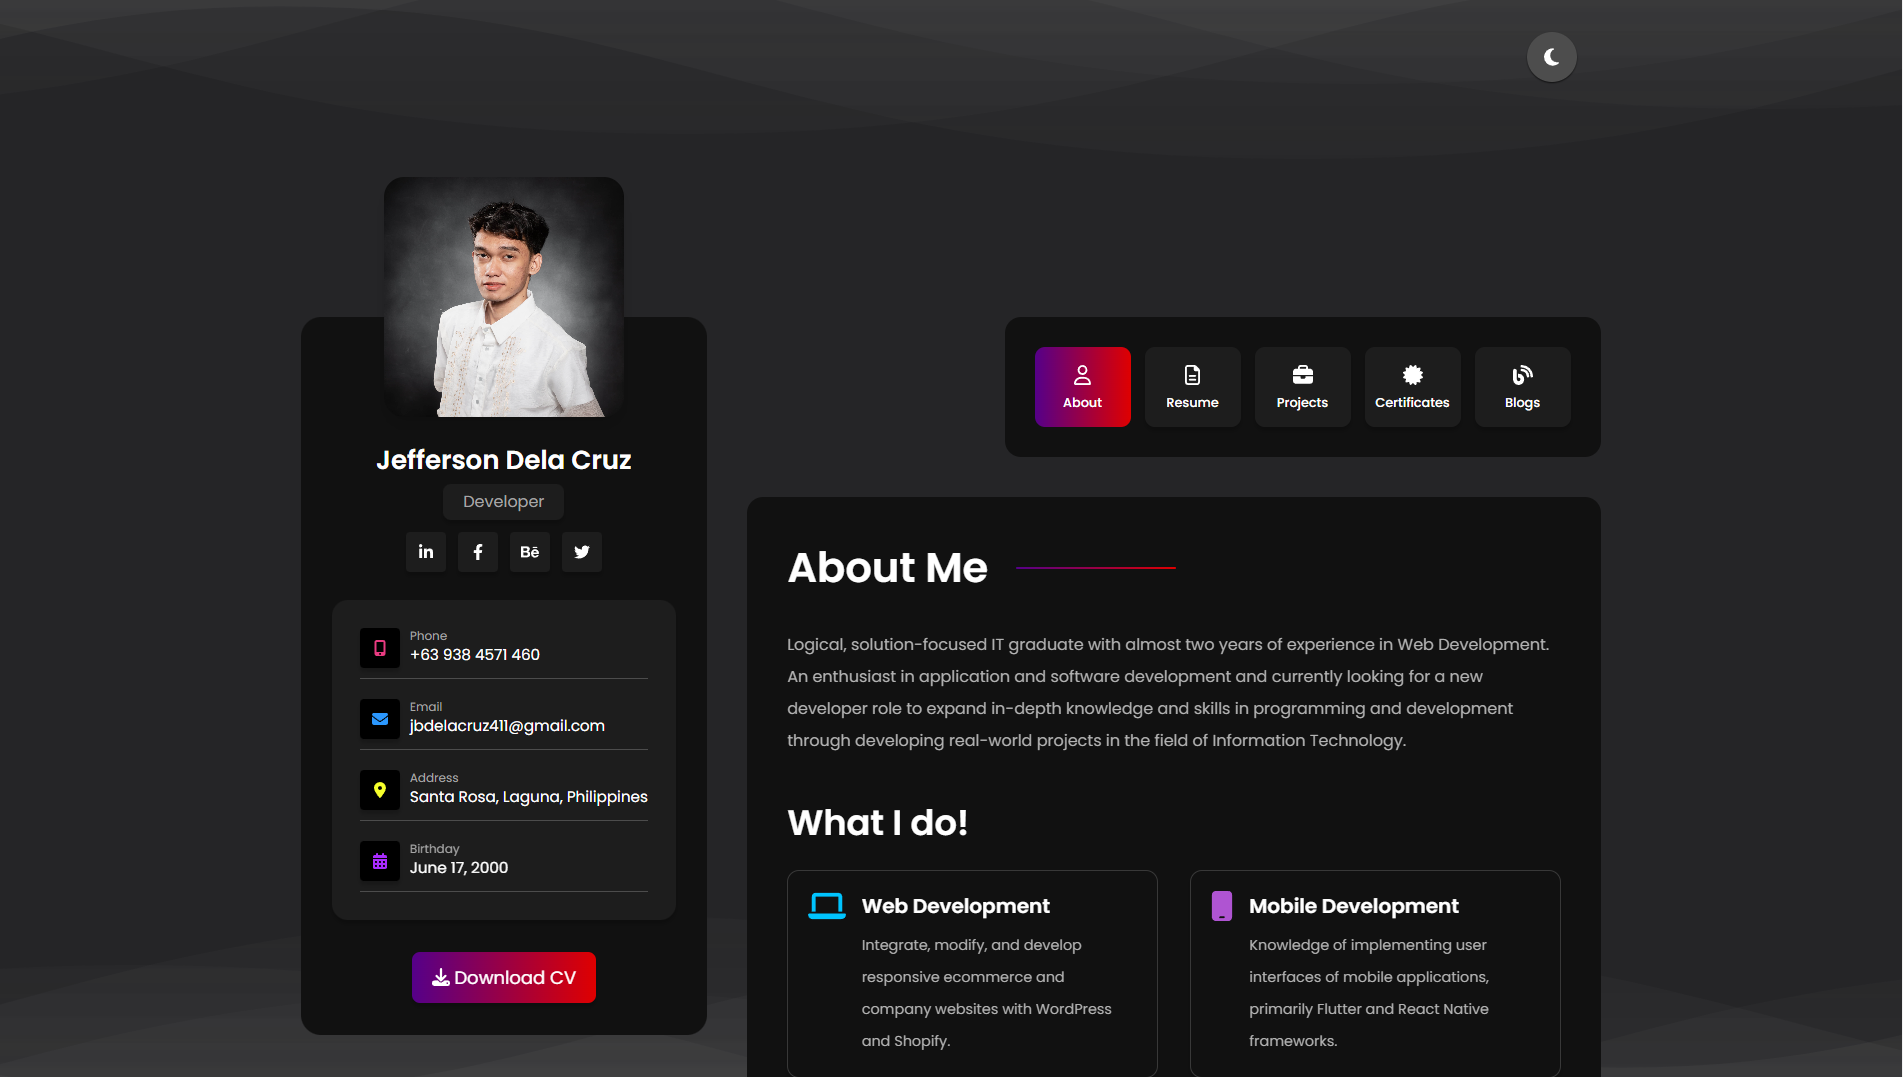 Jefferson Dela Cruz
Developer
in
Bē
Phone
+63 938 4571 460
Email
jbdelacruz411@gmail.com
Address
Santa Rosa, Laguna, Philippines
Birthday
June 17, 2000
Download CV
About
Resume
Projects
Certificates
Blogs
About Me
Logical, solution-focused IT graduate with almost two years of experience in Web Development.
An enthusiast in application and software development and currently looking for a new
developer role to expand in-depth knowledge and skills in programming and development
through developing real-world projects in the field of Information Technology.
What I do!
Web Development
Integrate, modify, and develop
responsive ecommerce and
company websites with WordPress
and Shopify.
Mobile Development
Knowledge of implementing user
interfaces of mobile applications,
primarily Flutter and React Native
frameworks.